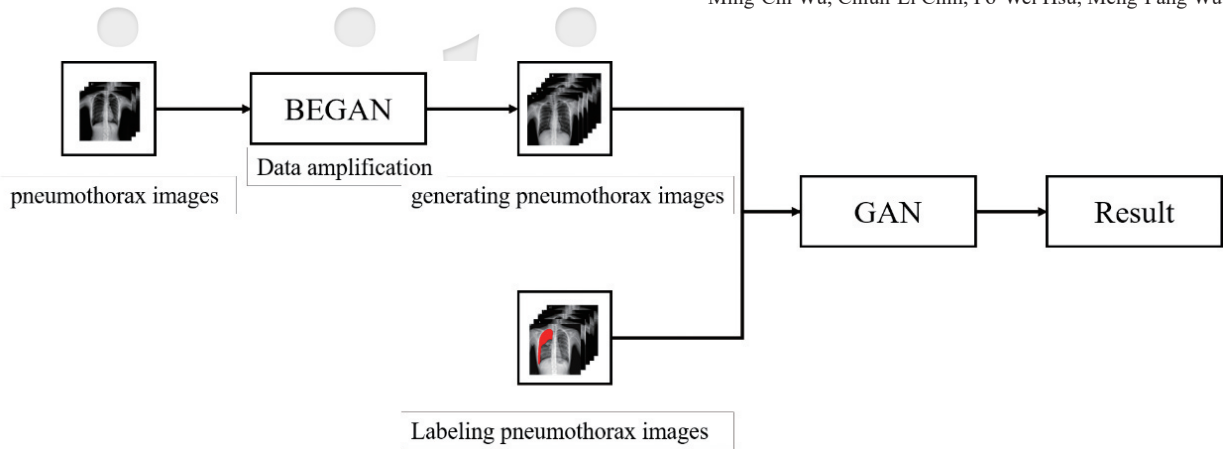 Ming-Chi Wu, Chiun-Li Chin, Po-Wei Hsu, Meng-Fang Wu
BEGAN
Data amplification
pneumothorax images
generating pneumothorax images
GAN
Result
Labeling pneumothorax images